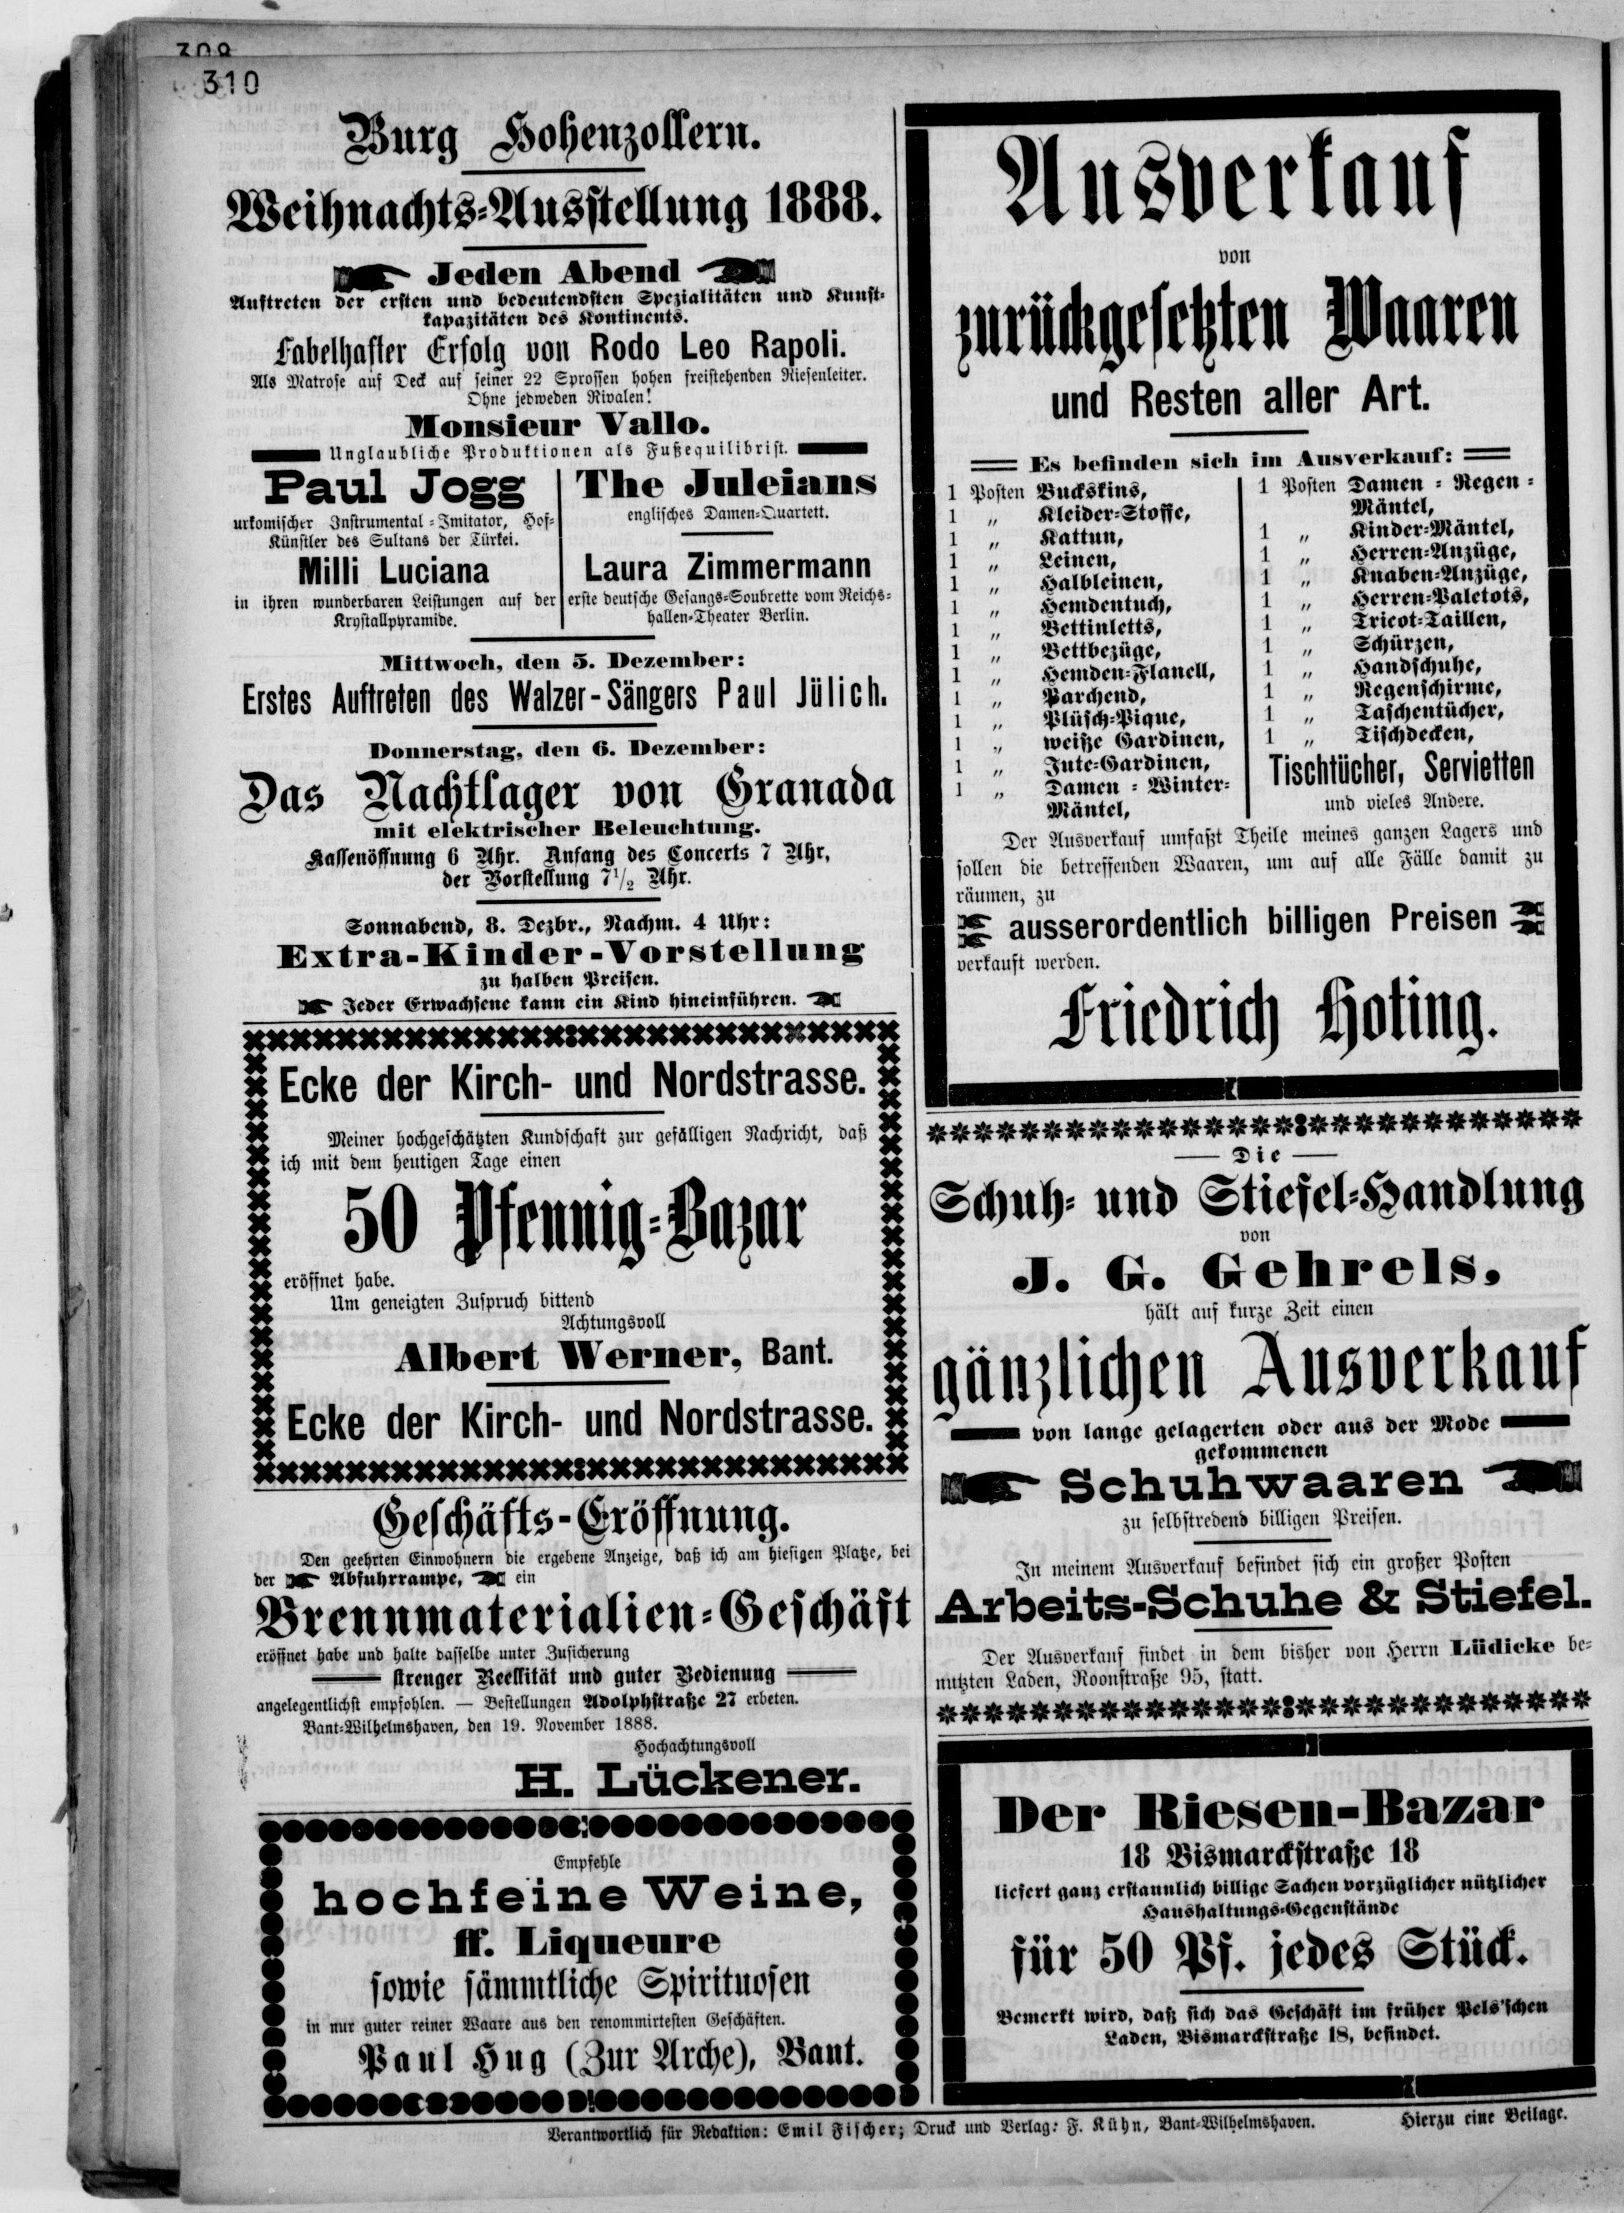 309
310
Burg Hohenzollern.
Weihnachts-Ausstellung 1888.
Jeden Abend
Auftreten der ersten und bedeutendsten Spezialitäten und Kunst-
kapazitäten des Kontinents.
Fabelhafter Erfolg von Rodo Leo Rapoli.
Als Matrose auf Deck auf seiner 22 Sprossen hohen freistehenden Riesenleiter.
Ohne jedweden Rivalen!
Monsieur Vallo.
Unglaubliche Produktionen als Fußequilibrist.
Paul Jogg
urkomischer Instrumental-Imitator, Hof-
Künstler des Sultans der Türkei.
Milli Luciana
in ihren wunderbaren Leistungen auf der
Krystallpyramide.
The Juleians
englisches Damen-Quartett.
Laura Zimmermann
erste deutsche Gesangs-Soubrette vom Reichs-
hallen-Theater Berlin.
Mittwoch, den 5. Dezember:
Erstes Auftreten des Walzer-Sängers Paul Jülich.
Donnerstag, den 6. Dezember:
Das Nachtlager von Granada
mit elektrischer Beleuchtung.
Kassenöffnung 6 Uhr. Anfang des Concerts 7 Uhr,
der Vorstellung 7 1/2 Uhr.
Sonnabend, 8. Dezbr., Nachm. 4 Uhr:
Extra-Kinder-Vorstellung
zu halben Preisen.
Jeder Erwachsene kann ein Kind hineinführen.
Ecke der Kirch- und Nordstrasse.
Meiner hochgeschätzten Kundschaft zur gefälligen Nachricht, daß
ich mit dem heutigen Tage einen
50 Pfennig-Bazar
eröffnet habe.
Um geneigten Zuspruch bittend
Achtungsvoll
Albert Werner, Bant.
Ecke der Kirch- und Nordstrasse.
Geschäfts-Eröffnung.
Den geehrten Einwohnern die ergebene Anzeige, daß ich am hiesigen Platze, bei
der Abfuhrrampe, ein
Brennmaterialien-Geschäft
eröffnet habe und halte dasselbe unter Zusicherung
strenger Reellität und guter Bedienung
angelegentlichst empfohlen. — Bestellungen Adolphstraße 27 erbeten.
Bant-Wilhelmshaven, den 19. November 1888.
Hochachtungsvoll
H. Lückener.
Empfehle
hochfeine Weine,
ff. Liqueure
sowie sämmtliche Spirituosen
in nur guter reiner Waare aus den renommirtesten Geschäften.
Paul Hug (Zur Arche), Bant.
Ausverkauf
von
zurückgesetzten Waaren
und Resten aller Art.
Es befinden sich im Ausverkauf:
1 Posten Buckskins,
1 „ Kleider-Stoffe,
1 „ Kattun,
1 „ Leinen,
1 „ Halbleinen,
1 „ Hemdentuch,
1 „ Bettinletts,
1 „ Bettbezüge,
1 „ Hemden-Flanell,
1 „ Parchend,
1 „ Plüsch-Pique,
1 „ weiße Gardinen,
1 „ Jute-Gardinen,
1 „ Damen-Winter-
Mäntel,
1 Posten Damen-Regen-
Mäntel,
1 „ Kinder-Mäntel,
1 „ Herren-Anzüge,
1 „ Knaben-Anzüge,
1 „ Herren-Paletots,
1 „ Tricot-Taillen,
1 „ Schürzen,
1 „ Handschuhe,
1 „ Regenschirme,
1 „ Taschentücher,
1 „ Tischdecken,
Tischtücher, Servietten
und vieles Andere.
Der Ausverkauf umfaßt Theile meines ganzen Lagers und
sollen die betreffenden Waaren, um auf alle Fälle damit zu
räumen, zu
ausserordentlich billigen Preisen
verkauft werden.
Friedrich Hoting.
Die
Schuh- und Stiefel-Handlung
von
J. G. Gehrels,
hält auf kurze Zeit einen
gänzlichen Ausverkauf
von lange gelagerten oder aus der Mode
gekommenen
Schuhwaaren
zu selbstredend billigen Preisen.
In meinem Ausverkauf befindet sich ein großer Posten
Arbeits-Schuhe & Stiefel.
Der Ausverkauf findet in dem bisher von Herrn Lüdicke be-
nutzten Laden, Roonstraße 95, statt.
Der Riesen-Bazar
18 Bismarckstraße 18
liefert ganz erstaunlich billige Sachen vorzüglicher nützlicher
Haushaltungs-Gegenstände
für 50 Pf. jedes Stück.
Bemerkt wird, daß sich das Geschäft im früher Pels'schen
Laden, Bismarckstraße 18, befindet.
Verantwortlich für Redaktion: Emil Fischer; Druck und Verlag: F. Kühn, Bant-Wilhelmshaven.
Hierzu eine Beilage.